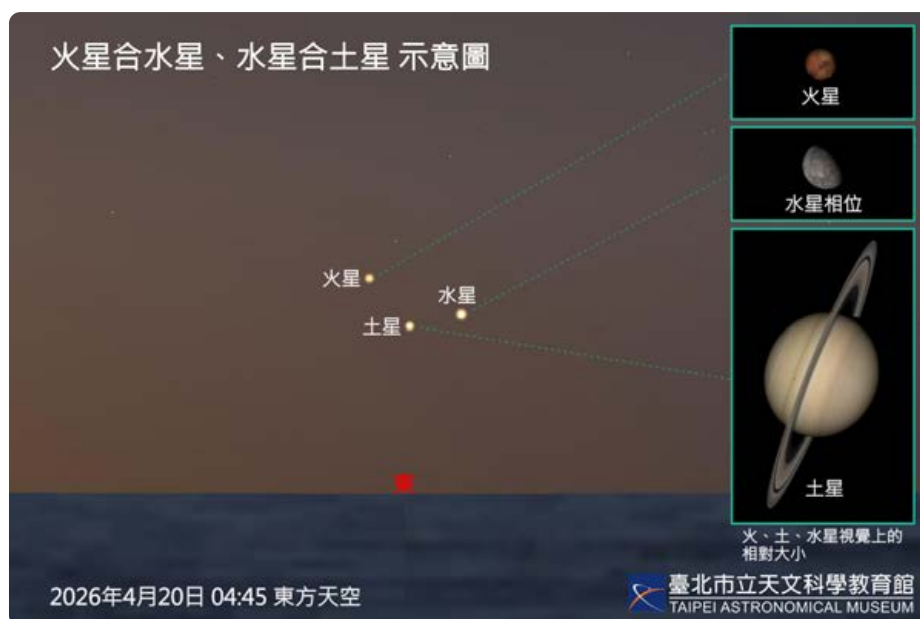 火星合水星、水星合土星 示意圖
火星
水星相位
火星
水星
土星
土星
東
火、土、水星視覺上的
相對大小
2026年4月20日 04:45 東方天空
臺北市立天文科學教育館
TAIPEI ASTRONOMICAL MUSEUM